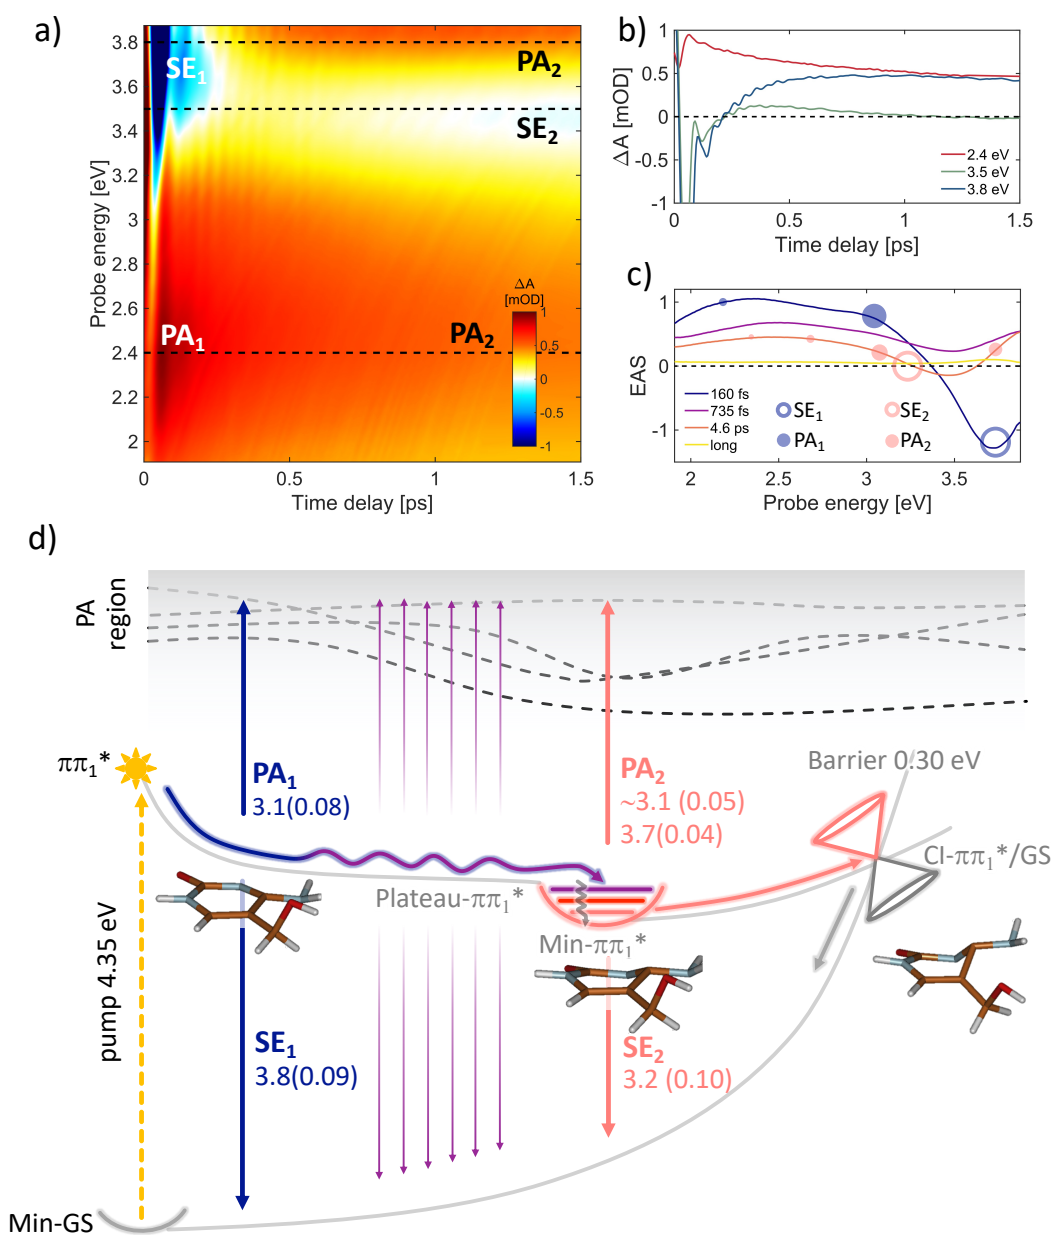 a)
3.8
3.6
3.4
3.2
3
2.8
2.6
2.4
2.2
2
Probe energy [eV]
SE1
PA2
SE2
PA1
PA2
ΔA
[mOD]
1
0.5
0
-0.5
-1
0
0.5
1
1.5
Time delay [ps]
b)
1
0.5
0
-0.5
-1
ΔA [mOD]
2.4 eV
3.5 eV
3.8 eV
0
0.5
1
1.5
Time delay [ps]
c)
1
0
-1
EAS
160 fs
735 fs
4.6 ps
long
SE1
PA1
SE2
PA2
2
2.5
3
3.5
Probe energy [eV]
d)
PA
region
ππ1*
PA1
3.1(0.08)
PA2
~3.1 (0.05)
3.7(0.04)
Barrier 0.30 eV
CI-ππ1*/GS
Plateau-ππ1*
Min-ππ1*
pump 4.35 eV
SE1
3.8(0.09)
SE2
3.2 (0.10)
Min-GS